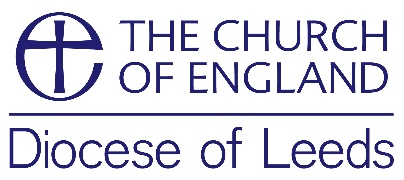 THE CHURCH
OF ENGLAND
Diocese of Leeds